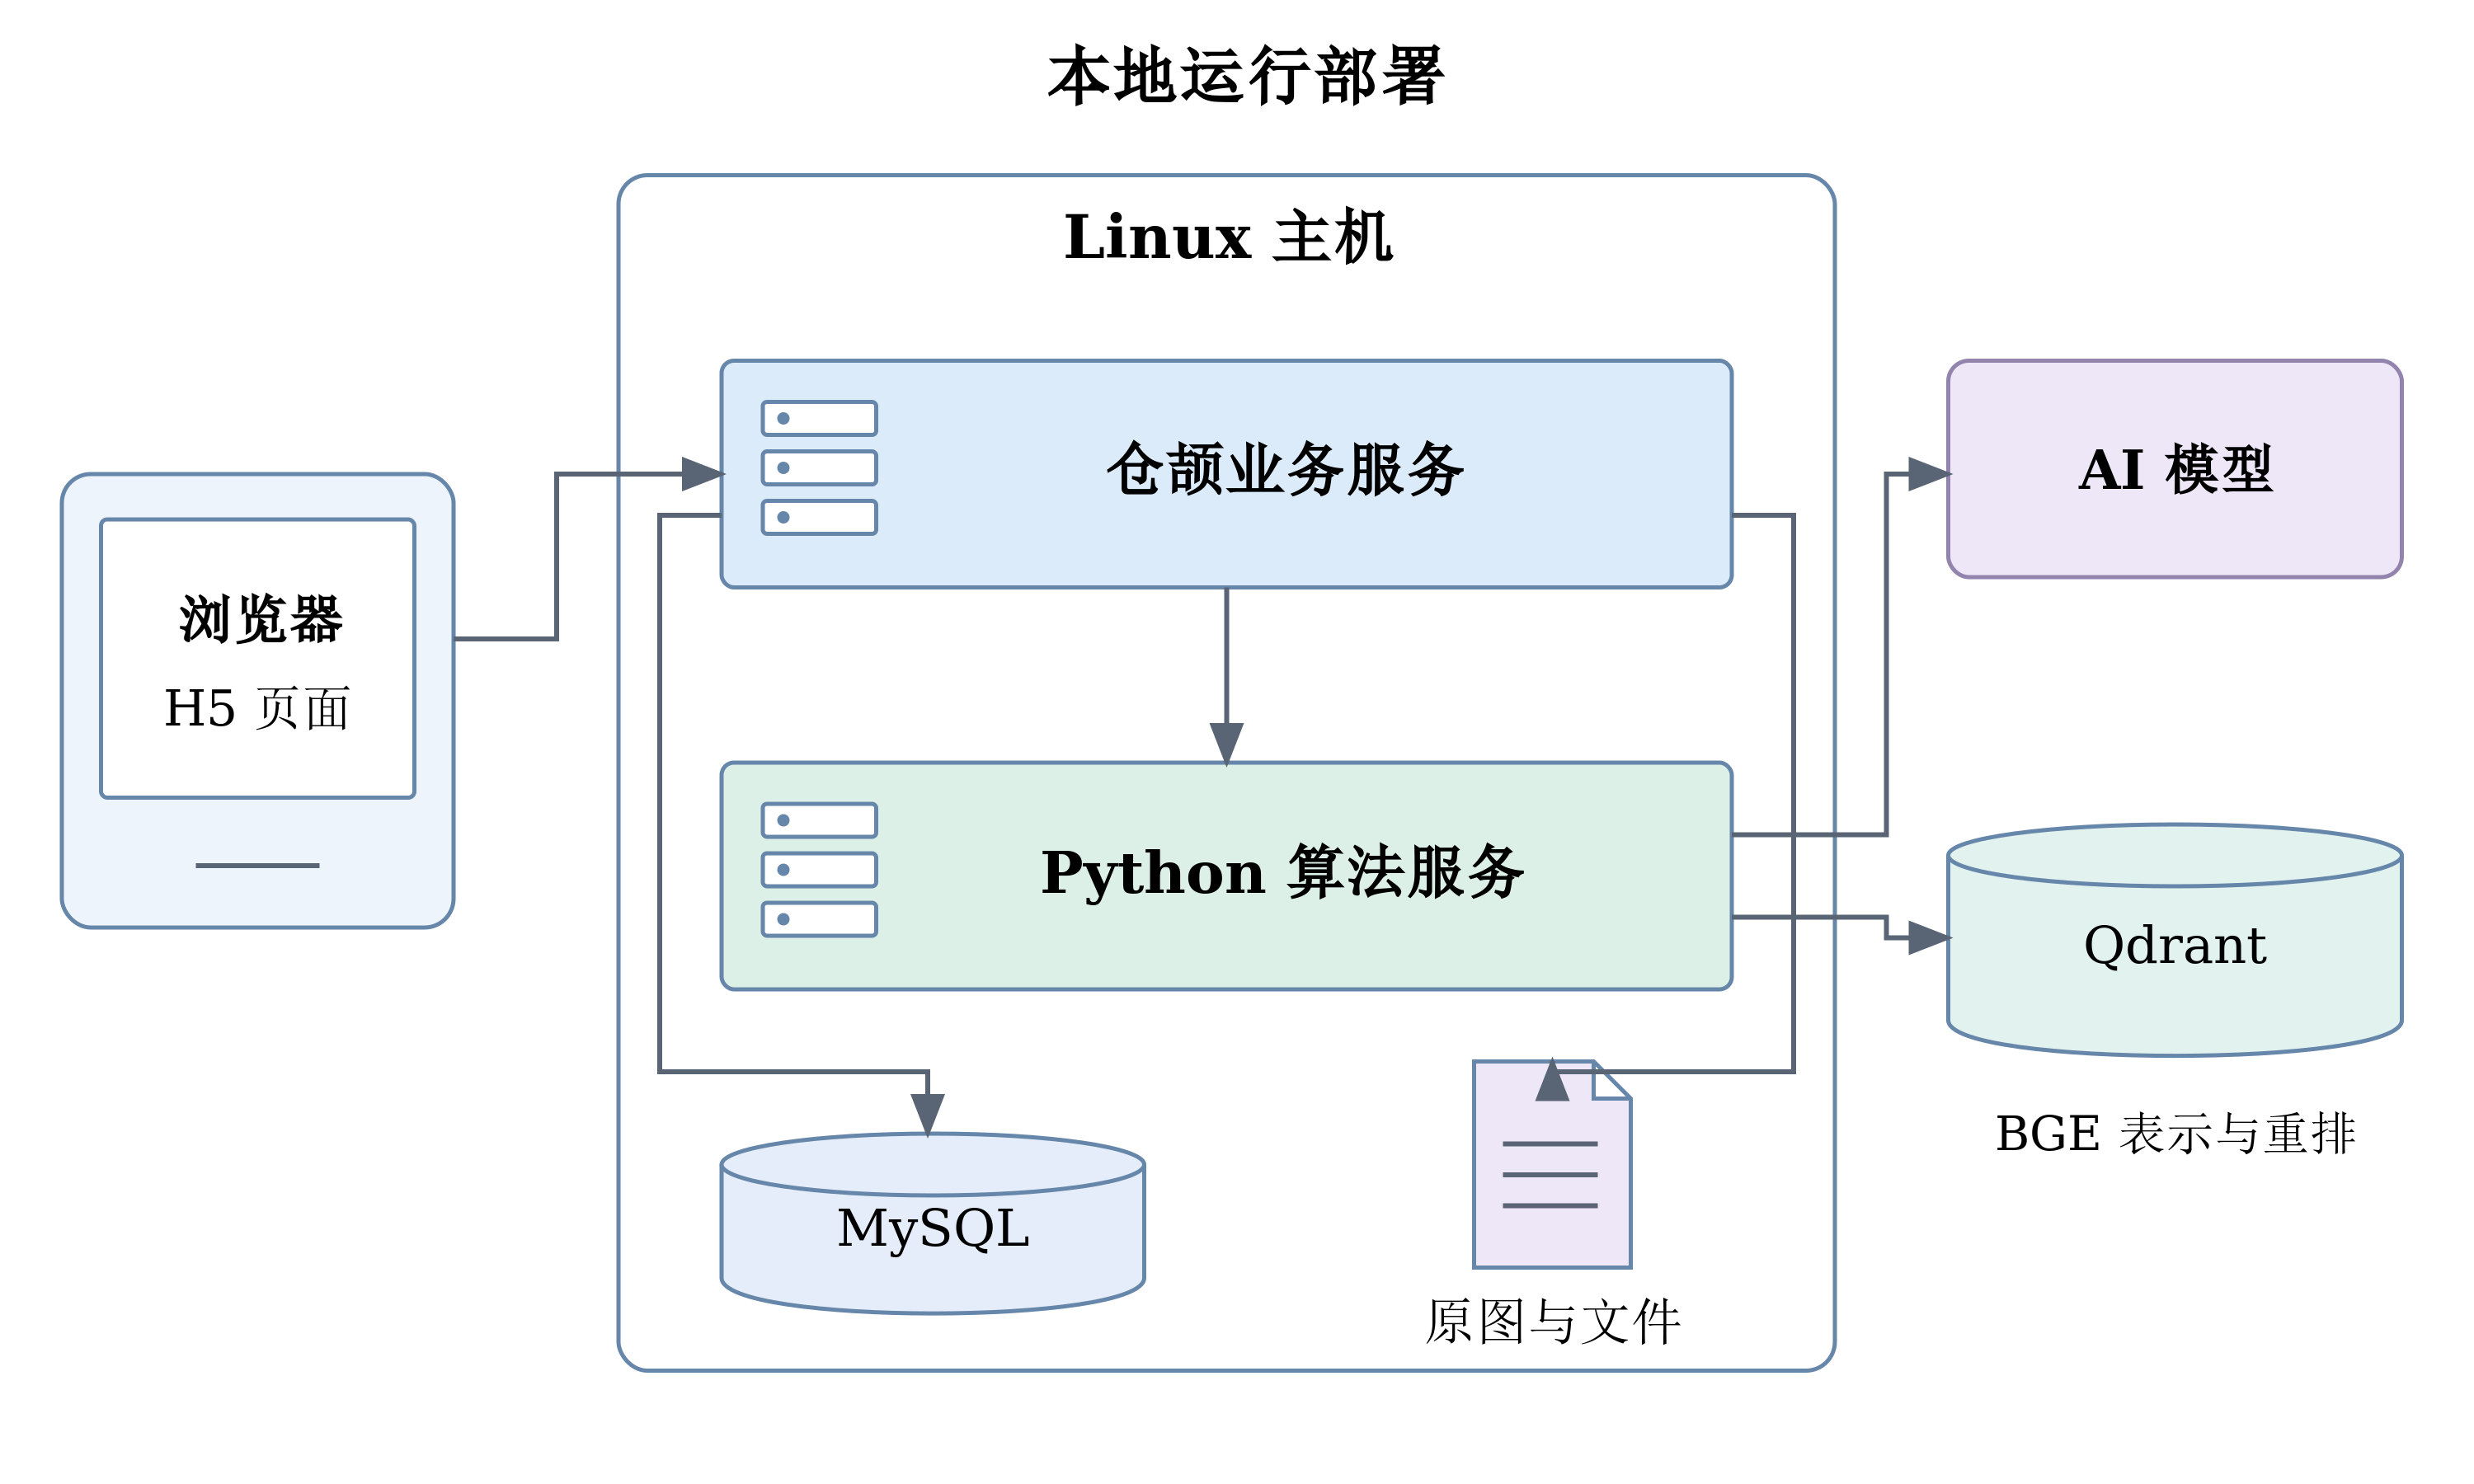 本地运行部署
Linux 主机
仓颉业务服务
AI 模型
浏览器
H5 页面
Python 算法服务
Qdrant
BGE 表示与重排
MySQL
原图与文件